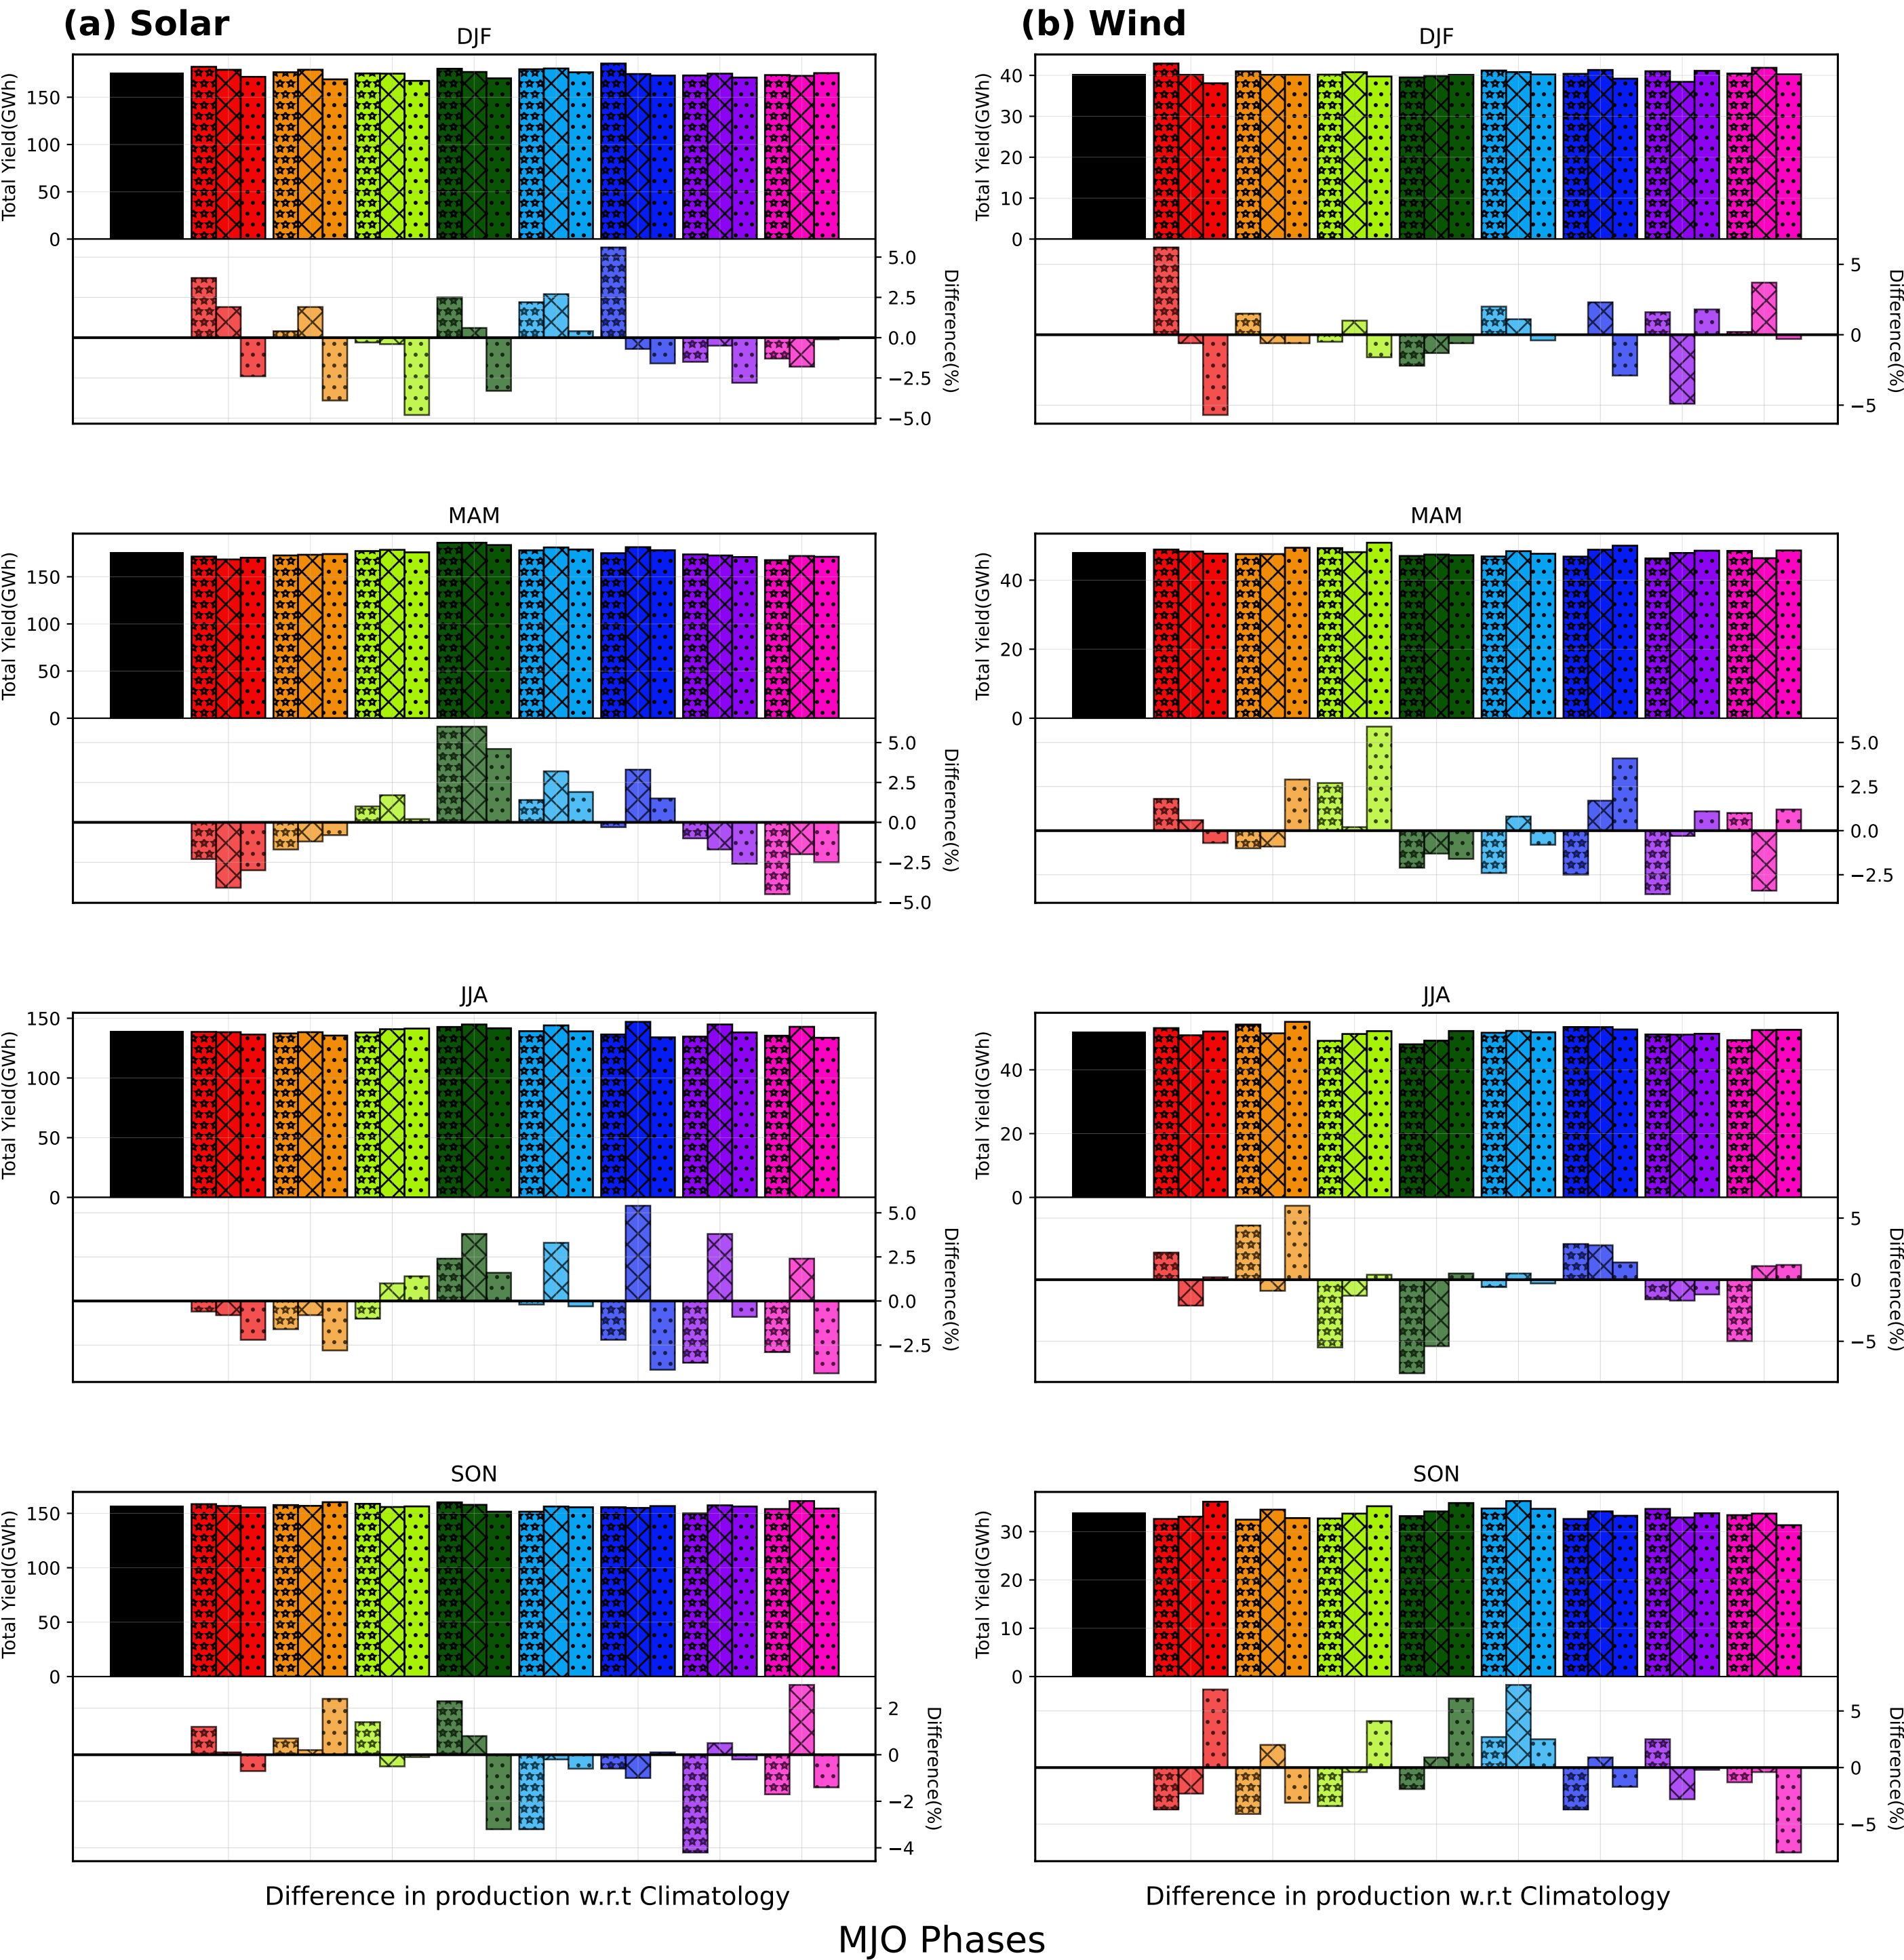 (a) Solar
DJF
Total Yield(GWh)
150
100
50
0
5.0
2.5
0.0
−2.5
−5.0
Difference(%)
MAM
Total Yield(GWh)
150
100
50
0
5.0
2.5
0.0
−2.5
−5.0
Difference(%)
JJA
Total Yield(GWh)
150
100
50
0
5.0
2.5
0.0
−2.5
Difference(%)
SON
Total Yield(GWh)
150
100
50
0
2
0
−2
−4
Difference(%)
Difference in production w.r.t Climatology
(b) Wind
DJF
Total Yield(GWh)
40
30
20
10
0
5
0
−5
Difference(%)
MAM
Total Yield(GWh)
40
20
0
5.0
2.5
0.0
−2.5
Difference(%)
JJA
Total Yield(GWh)
40
20
0
5
0
−5
Difference(%)
SON
Total Yield(GWh)
30
20
10
0
5
0
−5
Difference(%)
Difference in production w.r.t Climatology
MJO Phases